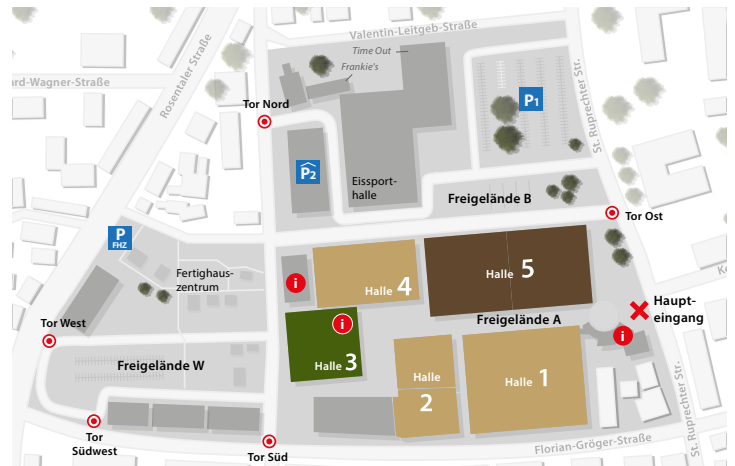 Valentin-Leitgeb-Straße
Time Out
Frankie's
Rosentaler Straße
ard-Wagner-Straße
St. Ruprechter Str.
Tor Nord
P1
P2
Eissport-
halle
Freigelände B
Tor Ost
P
FHZ
Fertighaus-
zentrum
i
Halle 4
Halle 5
Ke
Haupt-
eingang
Freigelände A
i
i
Tor West
Halle 3
Freigelände W
Halle
2
Halle 1
St. Ruprechter Str.
Tor
Südwest
Tor Süd
Florian-Gröger-Straße